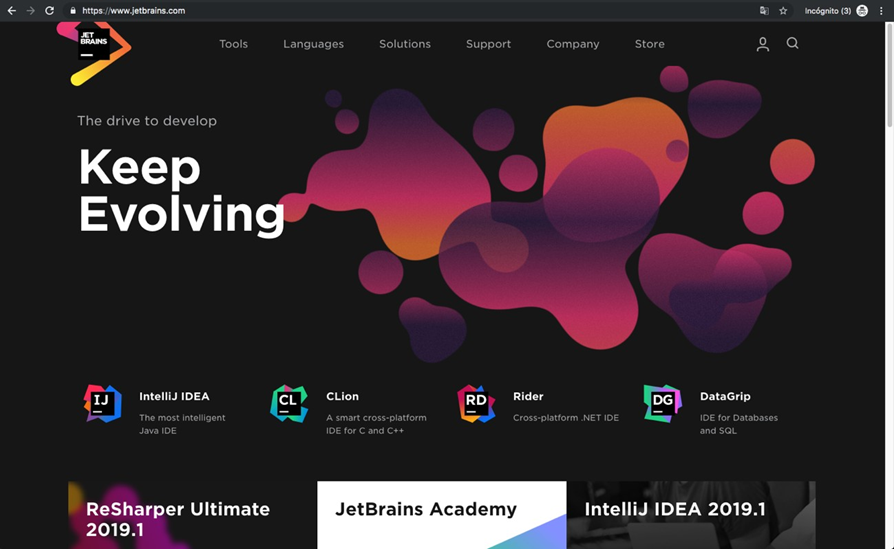 https://www.jetbrains.com
Incógnito (3)
JET
BRAINS
Tools
Languages
Solutions
Support
Company
Store
The drive to develop
Keep
Evolving
IJ
IntelliJ IDEA
The most intelligent
Java IDE
CL
CLion
A smart cross-platform
IDE for C and C++
RD
Rider
Cross-platform .NET IDE
DG
DataGrip
IDE for Databases
and SQL
ReSharper Ultimate
2019.1
JetBrains Academy
IntelliJ IDEA 2019.1